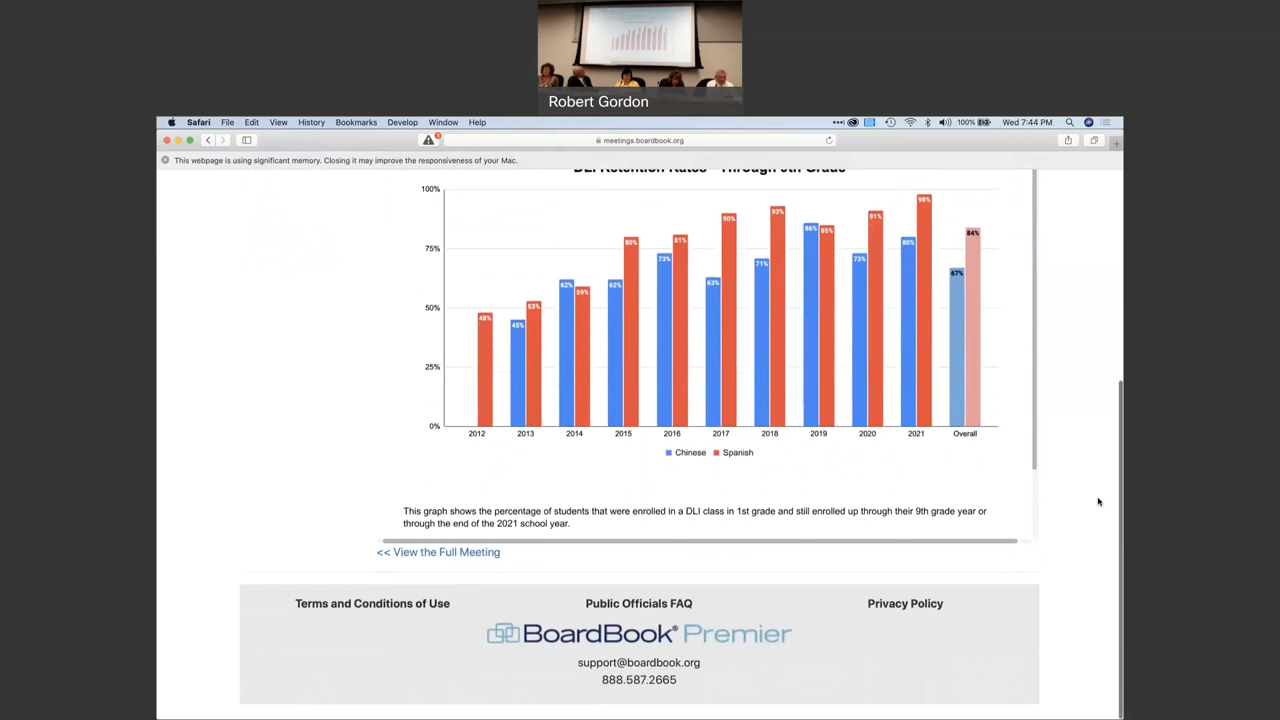 Robert Gordon
Safari File Edit View History Bookmarks Develop Window Help 100% Wed 7:44 PM
meetings.boardbook.org
This webpage is using significant memory. Closing it may improve the responsiveness of your Mac.
DLI Retention Rates - Through 9th Grade
100%
75%
50%
25%
0%
48%
45% 53%
62% 59%
62% 80%
73% 81%
63% 90%
71% 93%
86% 85%
73% 91%
80% 98%
67% 84%
2012 2013 2014 2015 2016 2017 2018 2019 2020 2021 Overall
Chinese Spanish
This graph shows the percentage of students that were enrolled in a DLI class in 1st grade and still enrolled up through their 9th grade year or
through the end of the 2021 school year.
<< View the Full Meeting
Terms and Conditions of Use Public Officials FAQ Privacy Policy
BoardBook® Premier
support@boardbook.org
888.587.2665